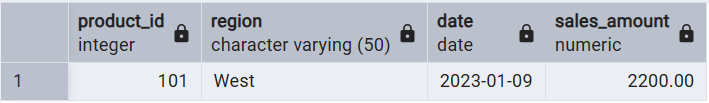 product_id region date sales_amount
integer character varying (50) date numeric
1 101 West 2023-01-09 2200.00